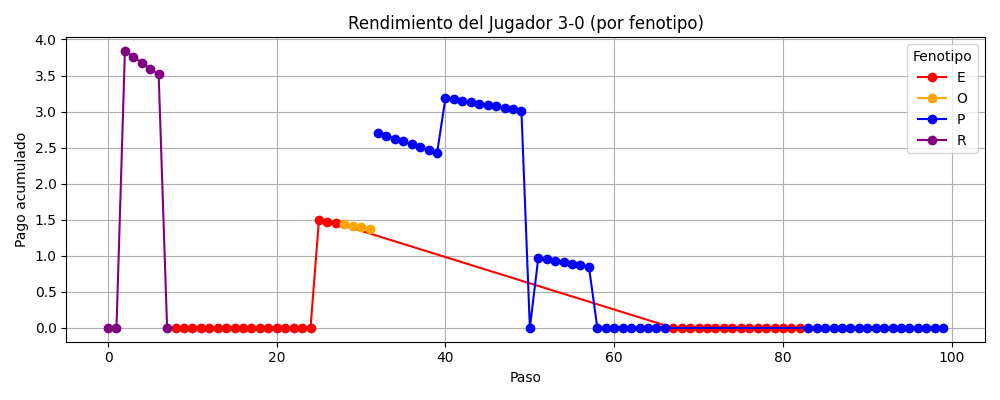 Rendimiento del Jugador 3-0 (por fenotipo)
Pago acumulado
4.0
3.5
3.0
2.5
2.0
1.5
1.0
0.5
0.0
Fenotipo
E
O
P
R
0
20
40
60
80
100
Paso